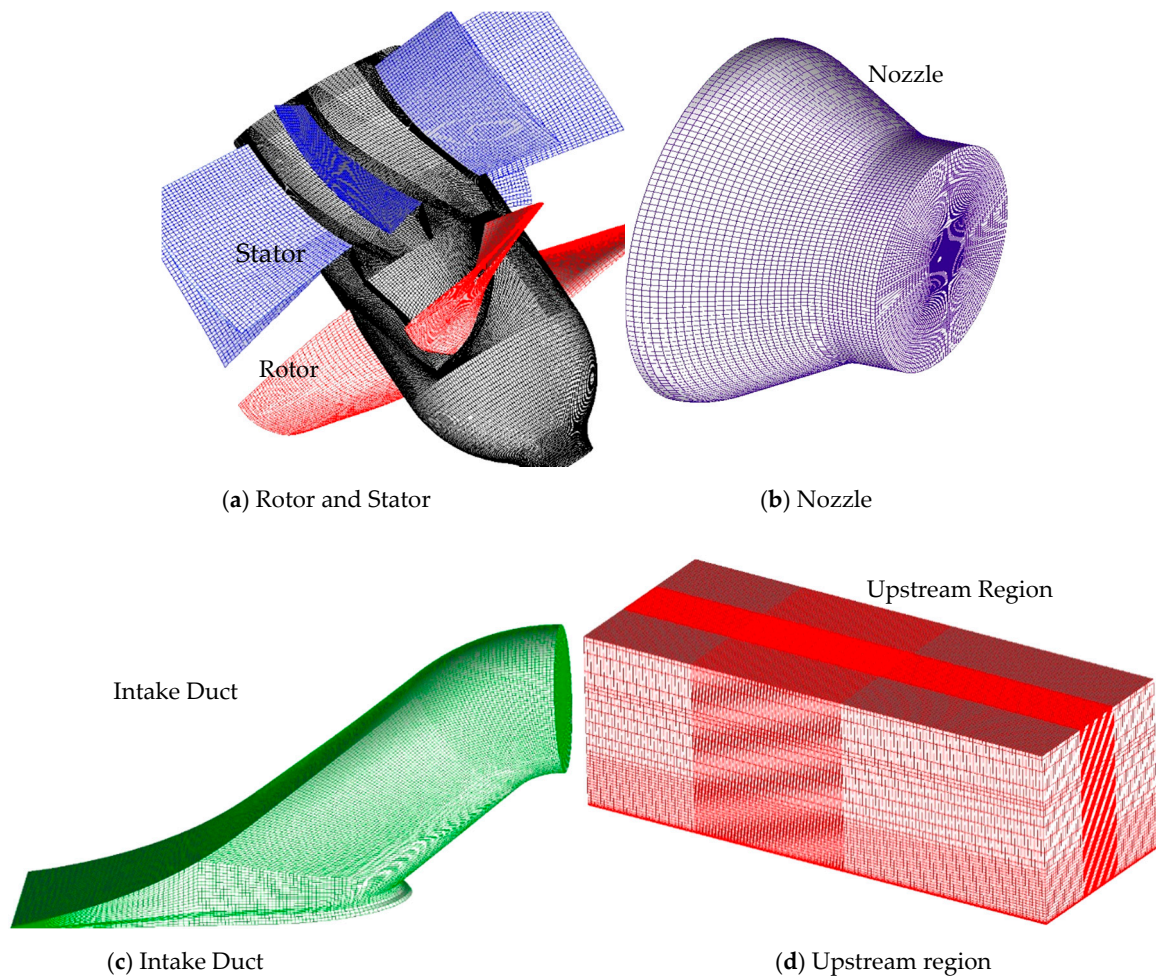 Nozzle
Stator
Rotor
(a) Rotor and Stator
(b) Nozzle
Upstream Region
Intake Duct
(c) Intake Duct
(d) Upstream region